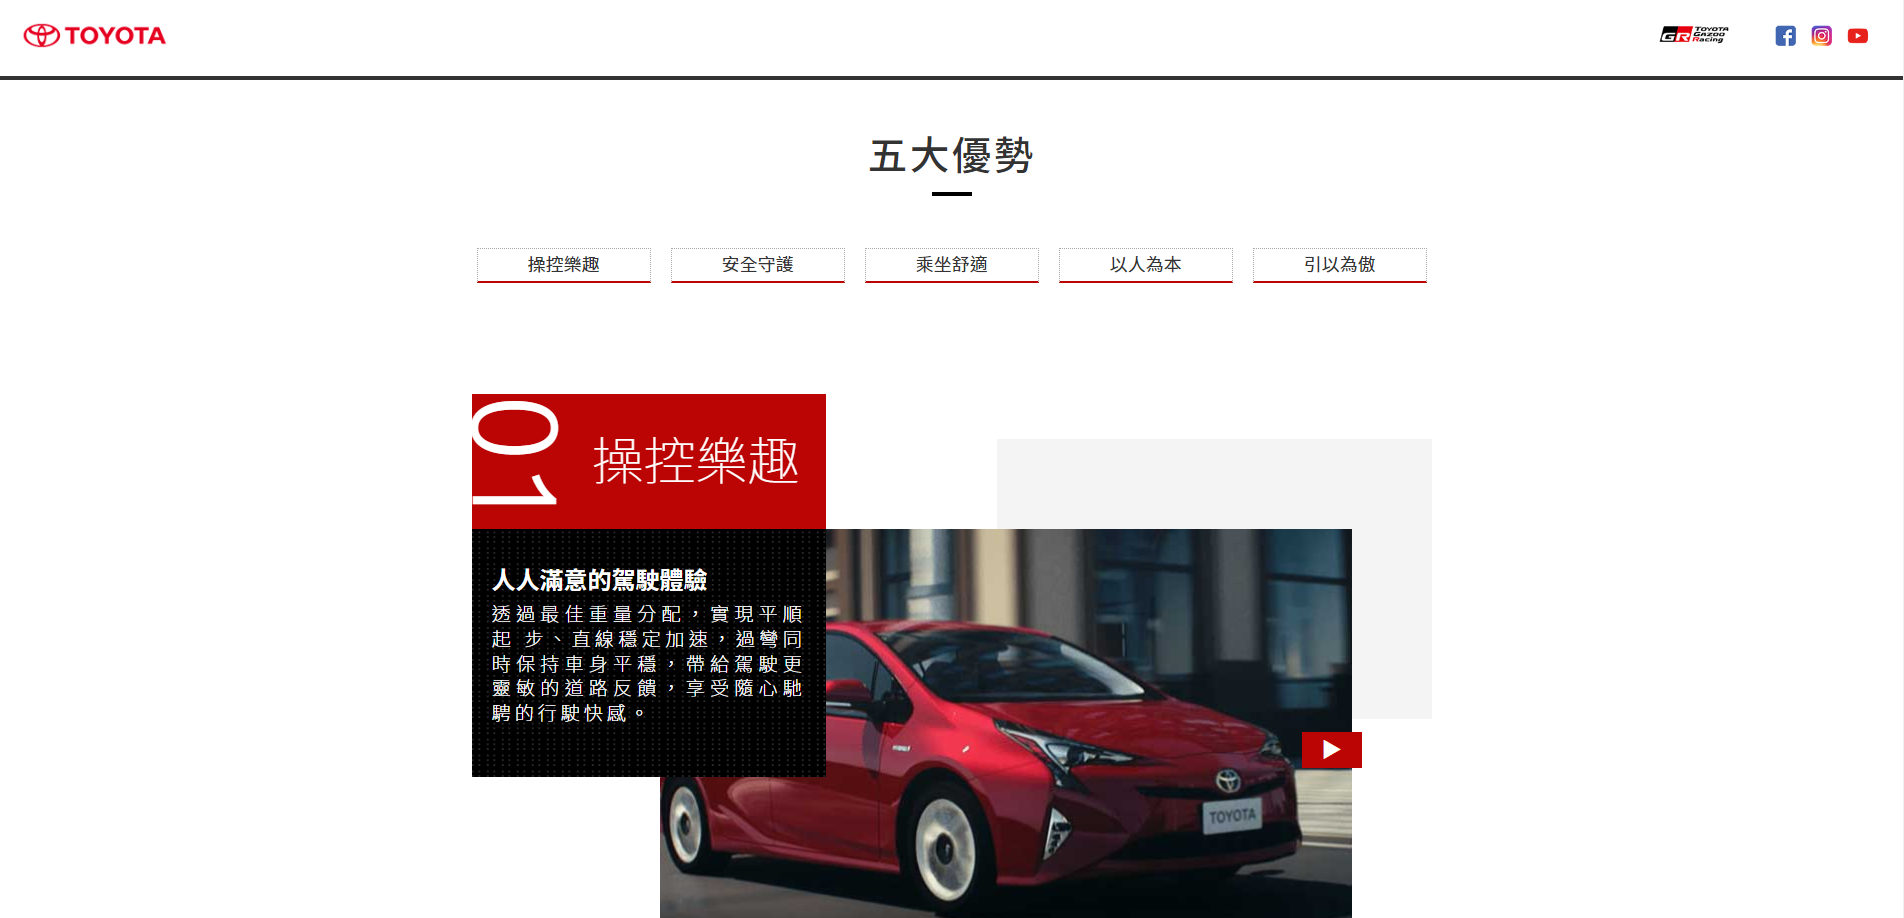 TOYOTA
GR TOYOTA
GAZOO
Racing
五大優勢
操控樂趣
安全守護
乘坐舒適
以人為本
引以為傲
01
操控樂趣
人人滿意的駕駛體驗
透過最佳重量分配，實現平順
起 步、直線穩定加速，過彎同
時保持車身平穩，帶給駕駛更
靈敏的道路反饋，享受隨心馳
騁的行駛快感。
TOYOTA